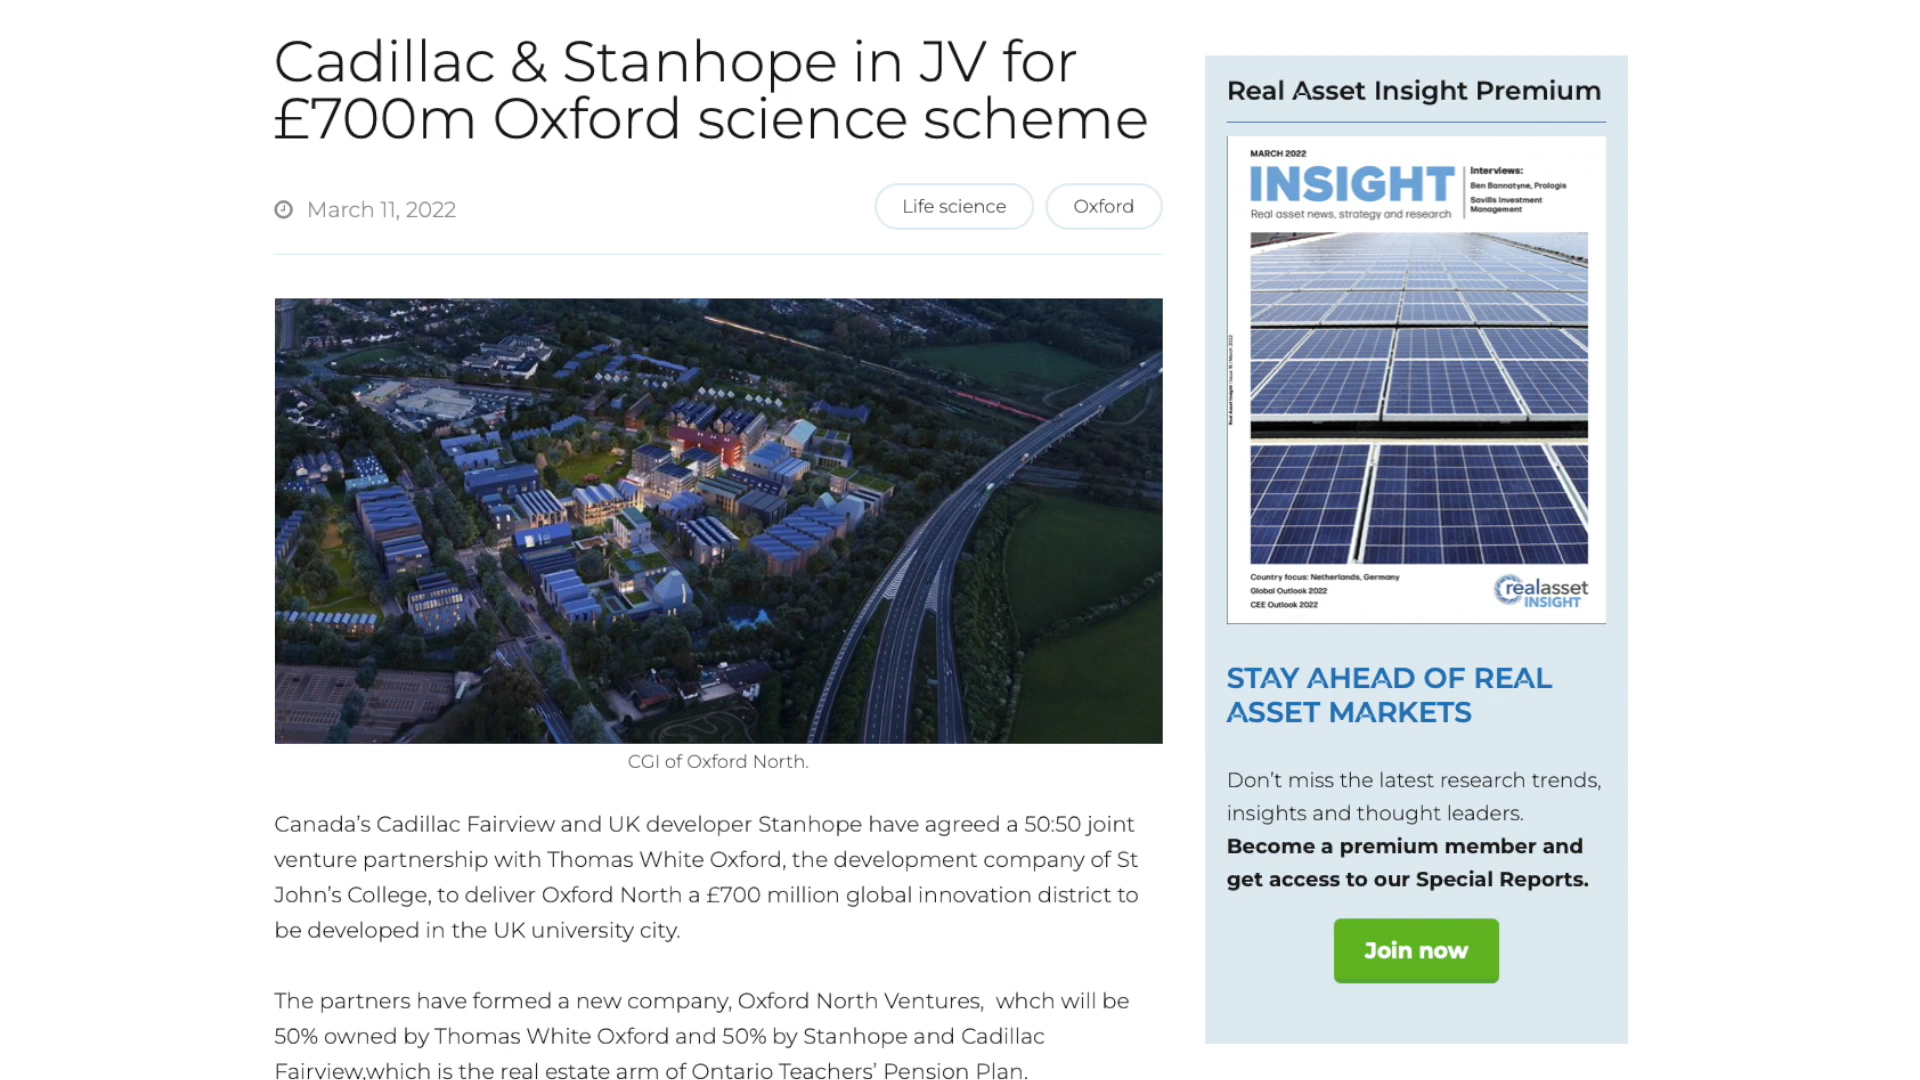 Cadillac & Stanhope in JV for
£700m Oxford science scheme
March 11, 2022
Life science
Oxford
CGI of Oxford North.
Canada’s Cadillac Fairview and UK developer Stanhope have agreed a 50:50 joint
venture partnership with Thomas White Oxford, the development company of St
John’s College, to deliver Oxford North a £700 million global innovation district to
be developed in the UK university city.
The partners have formed a new company, Oxford North Ventures,  whch will be
50% owned by Thomas White Oxford and 50% by Stanhope and Cadillac
Fairview,which is the real estate arm of Ontario Teachers’ Pension Plan.
Real Asset Insight Premium
MARCH 2022
INSIGHT
Real asset news, strategy and research
Interviews:
Ben Bannatyne, Prologis
Savills Investment
Management
Country focus: Netherlands, Germany
Global Outlook 2022
CEE Outlook 2022
realasset
INSIGHT
STAY AHEAD OF REAL
ASSET MARKETS
Don’t miss the latest research trends,
insights and thought leaders.
Become a premium member and
get access to our Special Reports.
Join now